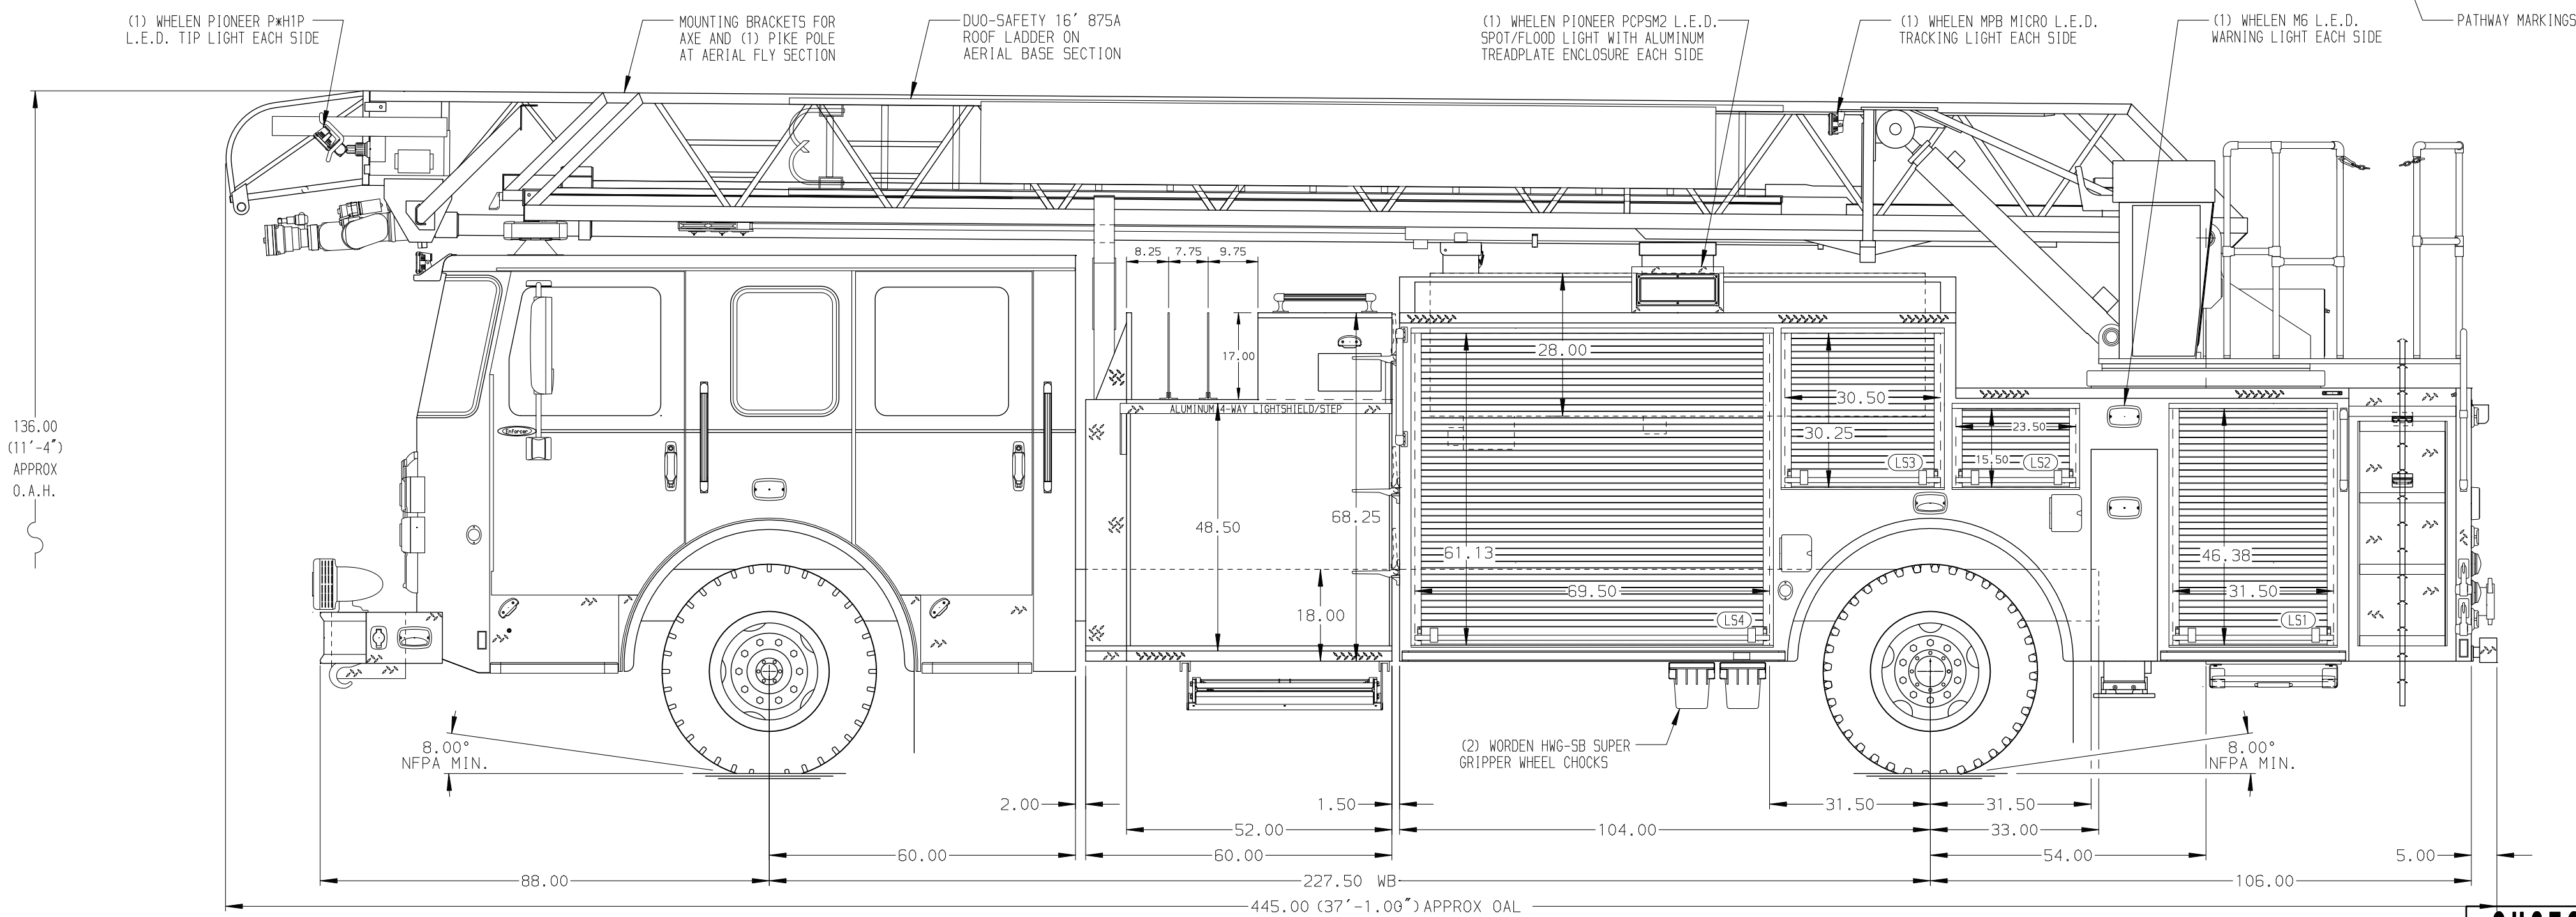 (1) WHELEN PIONEER P*H1P
L.E.D. TIP LIGHT EACH SIDE
MOUNTING BRACKETS FOR
AXE AND (1) PIKE POLE
AT AERIAL FLY SECTION
DUO-SAFETY 16' 875A
ROOF LADDER ON
AERIAL BASE SECTION
(1) WHELEN PIONEER PCPSM2 L.E.D.
SPOT/FLOOD LIGHT WITH ALUMINUM
TREADPLATE ENCLOSURE EACH SIDE
(1) WHELEN MPB MICRO L.E.D.
TRACKING LIGHT EACH SIDE
(1) WHELEN M6 L.E.D.
WARNING LIGHT EACH SIDE
PATHWAY MARKINGS
136.00
(11'-4")
APPROX
O.A.H.
8.25
7.75
9.75
17.00
28.00
30.50
30.25
LS3
23.50
15.50
LS2
ALUMINUM 4-WAY LIGHTSHIELD/STEP
Enforcer
48.50
68.25
18.00
61.13
69.50
LS4
46.38
31.50
LS1
8.00°
NFPA MIN.
(2) WORDEN HWG-SB SUPER
GRIPPER WHEEL CHOCKS
8.00°
NFPA MIN.
2.00
1.50
31.50
31.50
52.00
104.00
33.00
60.00
60.00
54.00
5.00
88.00
227.50 WB
106.00
445.00 (37'-1.00") APPROX OAL